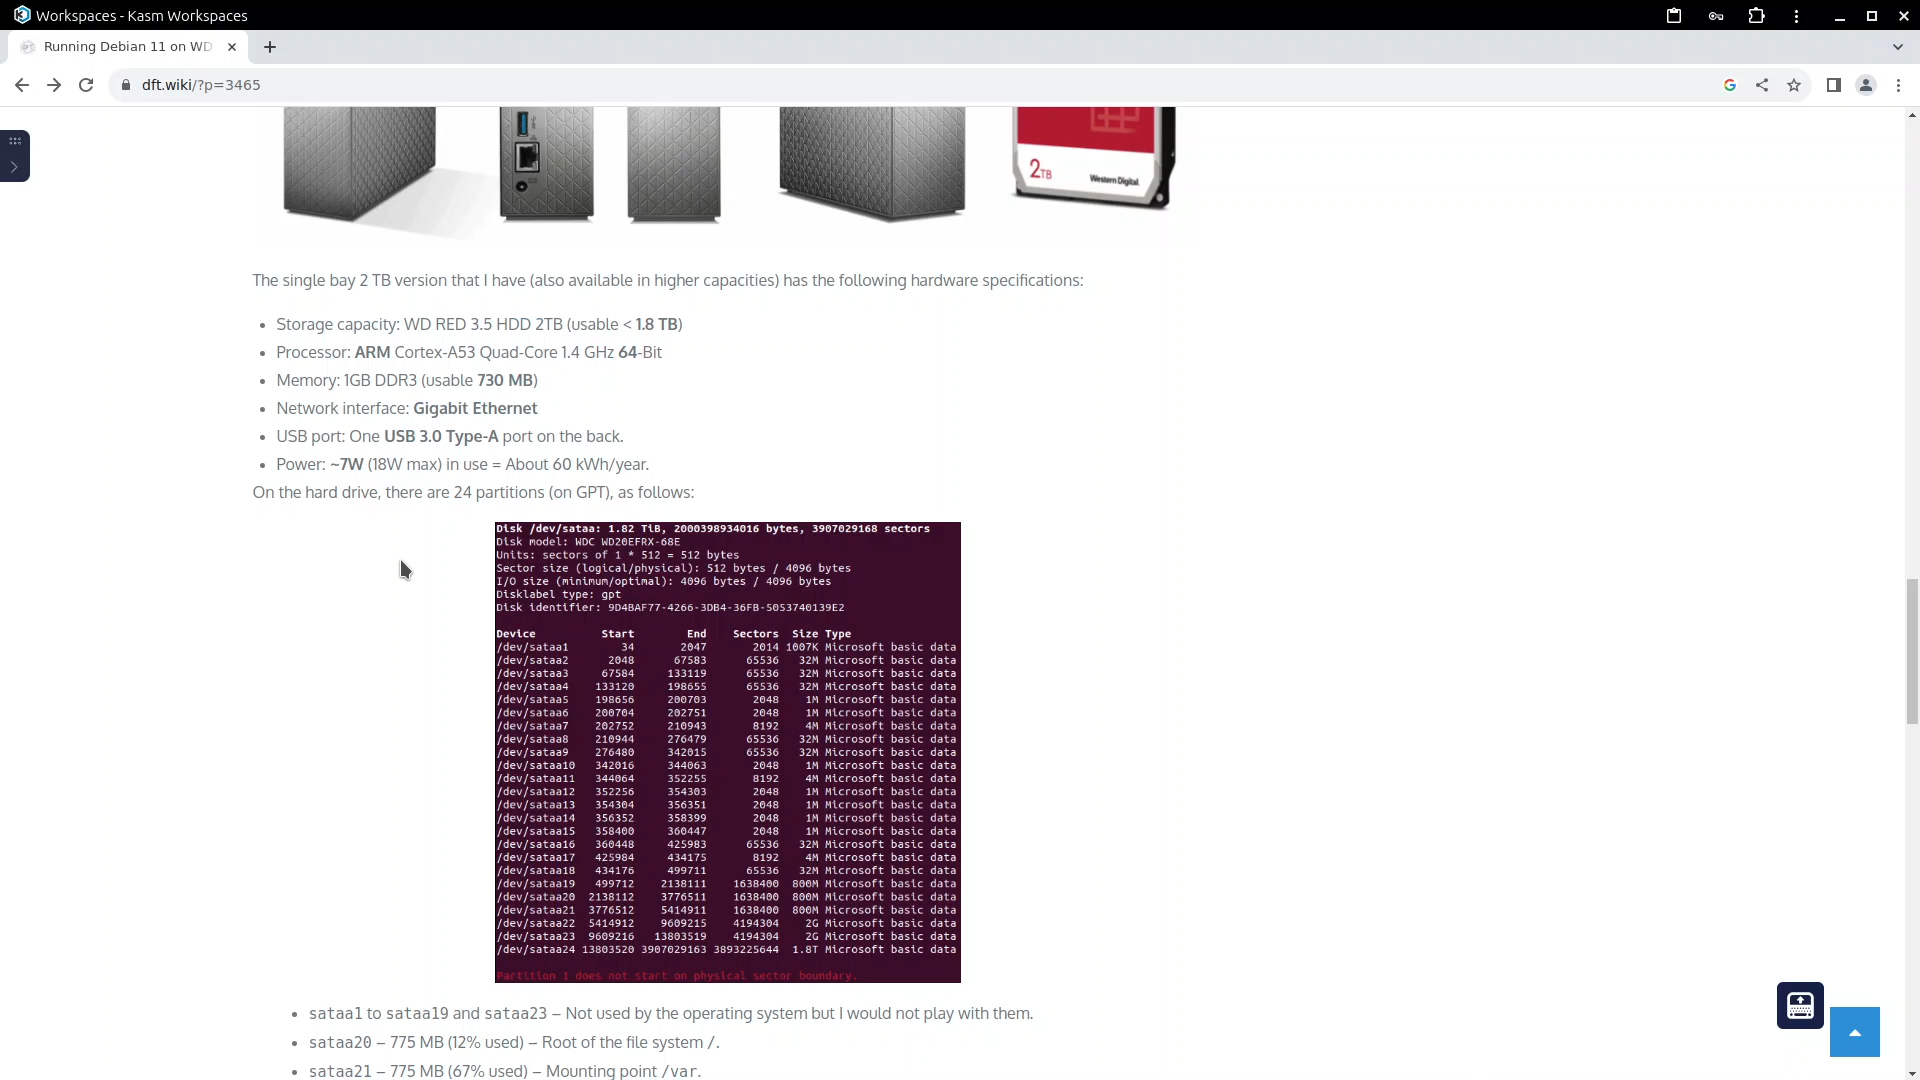 Workspaces - Kasm Workspaces
Running Debian 11 on WD
dft.wiki/?p=3465
2TB
Western Digital
The single bay 2 TB version that I have (also available in higher capacities) has the following hardware specifications:
• Storage capacity: WD RED 3.5 HDD 2TB (usable < 1.8 TB)
• Processor: ARM Cortex-A53 Quad-Core 1.4 GHz 64-Bit
• Memory: 1GB DDR3 (usable 730 MB)
• Network interface: Gigabit Ethernet
• USB port: One USB 3.0 Type-A port on the back.
• Power: ~7W (18W max) in use = About 60 kWh/year.
On the hard drive, there are 24 partitions (on GPT), as follows:
Disk /dev/sataa: 1.82 TiB, 2000398934016 bytes, 3907029168 sectors
Disk model: WDC WD20EFRX-68E
Units: sectors of 1 * 512 = 512 bytes
Sector size (logical/physical): 512 bytes / 4096 bytes
I/O size (minimum/optimal): 4096 bytes / 4096 bytes
Disklabel type: gpt
Disk identifier: 9D4BAF77-4266-3DB4-36FB-5053740139E2
Device Start End Sectors Size Type
/dev/sataa1 34 2047 2014 1007K Microsoft basic data
/dev/sataa2 2048 67583 65536 32M Microsoft basic data
/dev/sataa3 67584 133119 65536 32M Microsoft basic data
/dev/sataa4 133120 198655 65536 32M Microsoft basic data
/dev/sataa5 198656 200703 2048 1M Microsoft basic data
/dev/sataa6 200704 202751 2048 1M Microsoft basic data
/dev/sataa7 202752 210943 8192 4M Microsoft basic data
/dev/sataa8 210944 276479 65536 32M Microsoft basic data
/dev/sataa9 276480 342015 65536 32M Microsoft basic data
/dev/sataa10 342016 344063 2048 1M Microsoft basic data
/dev/sataa11 344064 352255 8192 4M Microsoft basic data
/dev/sataa12 352256 354303 2048 1M Microsoft basic data
/dev/sataa13 354304 356351 2048 1M Microsoft basic data
/dev/sataa14 356352 358399 2048 1M Microsoft basic data
/dev/sataa15 358400 360447 2048 1M Microsoft basic data
/dev/sataa16 360448 425983 65536 32M Microsoft basic data
/dev/sataa17 425984 434175 8192 4M Microsoft basic data
/dev/sataa18 434176 499711 65536 32M Microsoft basic data
/dev/sataa19 499712 2138111 1638400 800M Microsoft basic data
/dev/sataa20 2138112 3776511 1638400 800M Microsoft basic data
/dev/sataa21 3776512 5414911 1638400 800M Microsoft basic data
/dev/sataa22 5414912 9609215 4194304 2G Microsoft basic data
/dev/sataa23 9609216 13803519 4194304 2G Microsoft basic data
/dev/sataa24 13803520 3907029163 3893225644 1.8T Microsoft basic data
Partition 1 does not start on physical sector boundary.
• sataa1 to sataa19 and sataa23 – Not used by the operating system but I would not play with them.
• sataa20 – 775 MB (12% used) – Root of the file system /.
• sataa21 – 775 MB (67% used) – Mounting point /var.